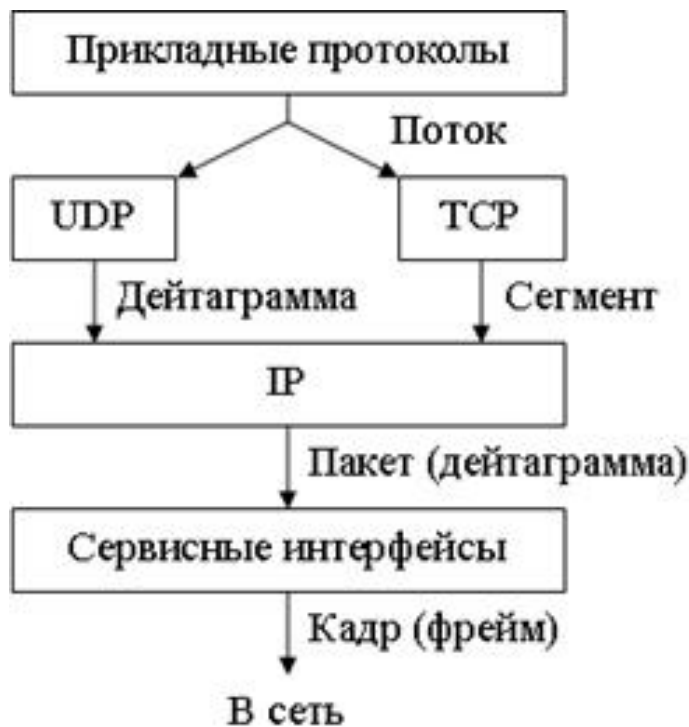 Прикладные протоколы
Поток
UDP
TCP
Дейтаграмма
Сегмент
IP
Пакет (дейтаграмма)
Сервисные интерфейсы
Кадр (фрейм)
В сеть